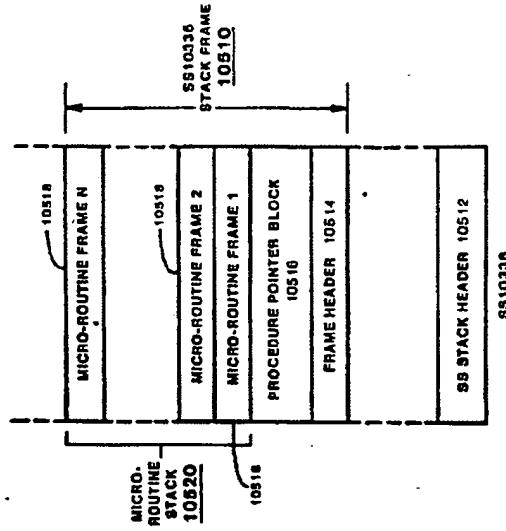 SS10336
STACK FRAME
10510
10518
MICRO-ROUTINE FRAME N
10518
MICRO-ROUTINE FRAME 2
MICRO-ROUTINE FRAME 1
PROCEDURE POINTER BLOCK
10516
FRAME HEADER 10514
SS STACK HEADER 10512
MICRO-
ROUTINE
STACK
10520
10518
SS10336